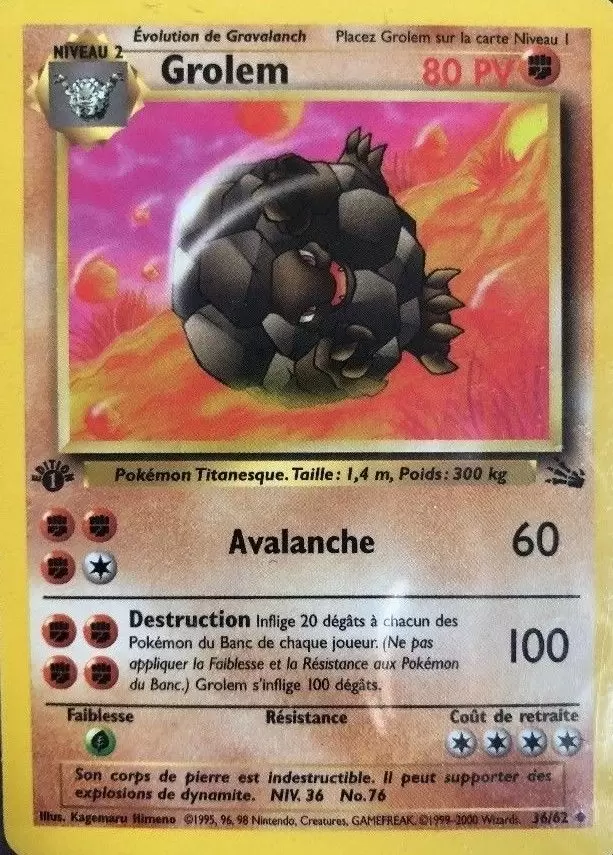 Évolution de Gravalanch Placez Grolem sur la carte Niveau 1
NIVEAU 2
Grolem 80 PV
EDITION 1
Pokémon Titanesque. Taille : 1,4 m, Poids : 300 kg
Avalanche 60
Destruction Inflige 20 dégâts à chacun des
Pokémon du Banc de chaque joueur. (Ne pas
appliquer la Faiblesse et la Résistance aux Pokémon
du Banc.) Grolem s'inflige 100 dégâts.
100
Faiblesse Résistance Coût de retraite
Son corps de pierre est indestructible. Il peut supporter des
explosions de dynamite. NIV. 36 No.76
Illus. Kagemaru Himeno ©1995, 96, 98 Nintendo, Creatures, GAMEFREAK. ©1999-2000 Wizards. 36/62